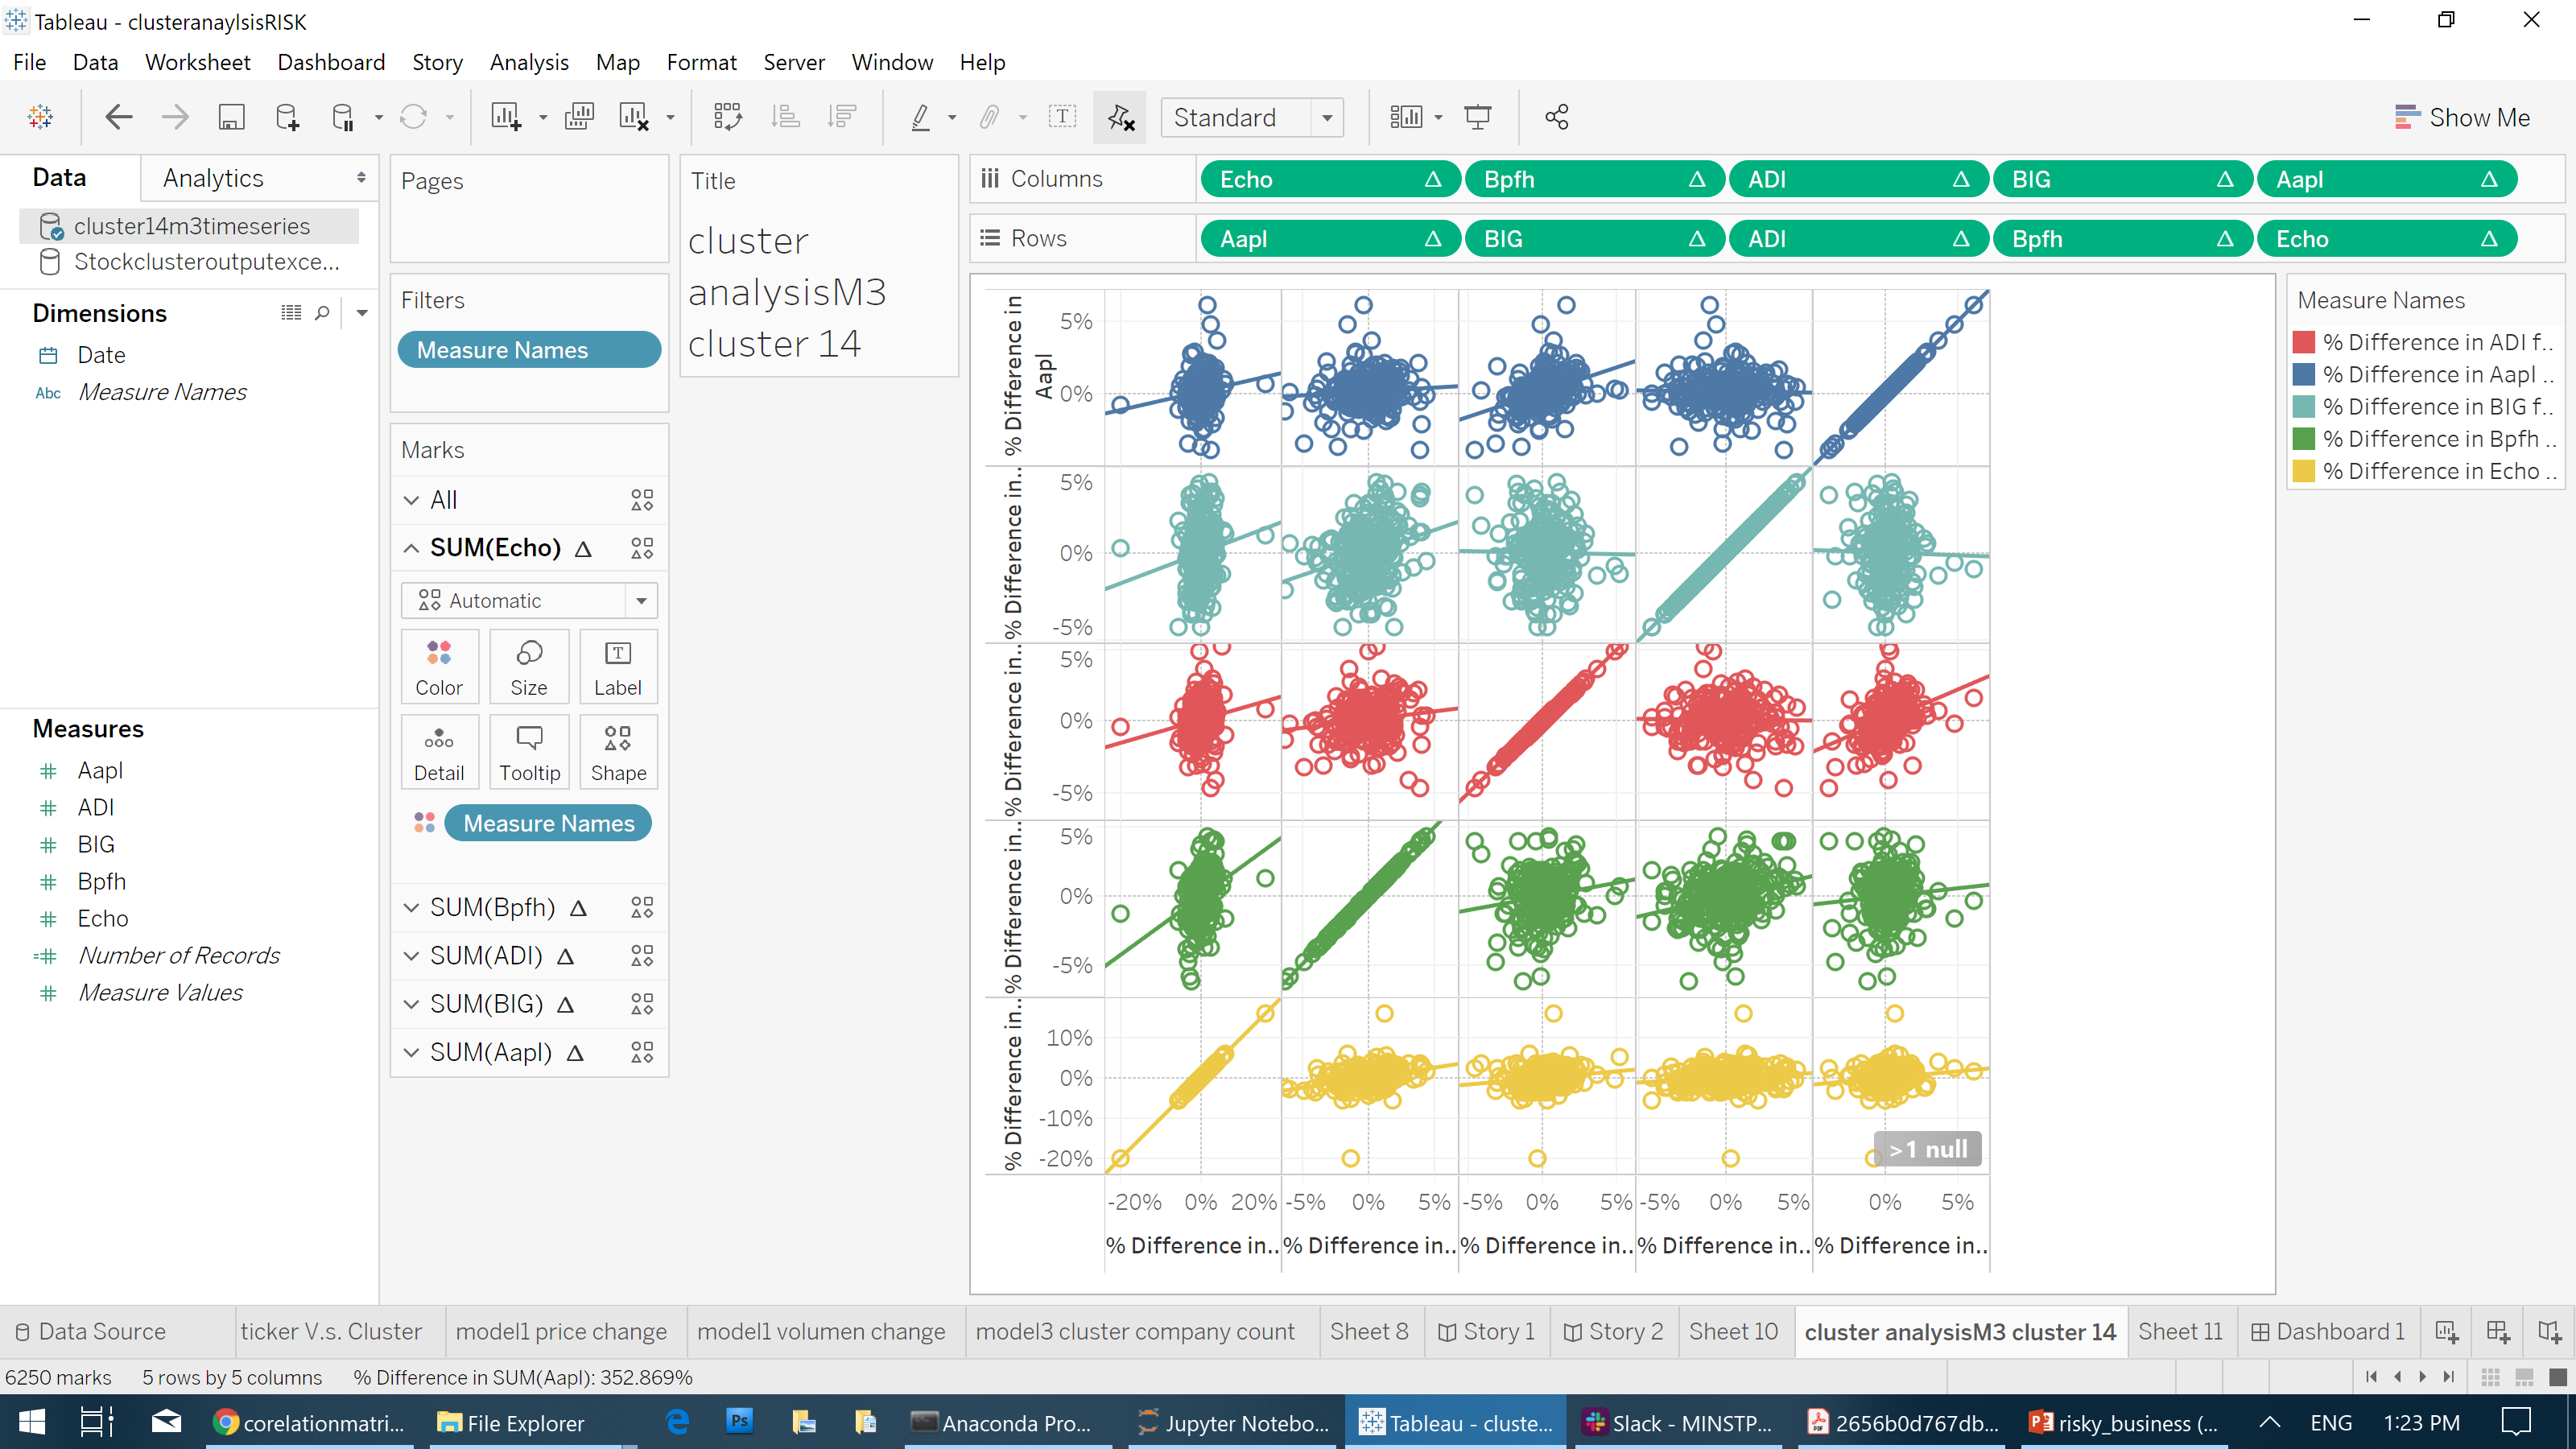 Tableau - clusteranaylsisRISK
File Data Worksheet Dashboard Story Analysis Map Format Server Window Help
Standard
Show Me
Data
Analytics
cluster14m3timeseries
Stockclusteroutputexce...
Dimensions
Date
Abc Measure Names
Measures
Aapl
ADI
BIG
Bpfh
Echo
Number of Records
Measure Values
Pages
Filters
Measure Names
Marks
All
SUM(Echo) Δ
Automatic
Color Size Label
Detail Tooltip Shape
Measure Names
SUM(Bpfh) Δ
SUM(ADI) Δ
SUM(BIG) Δ
SUM(Aapl) Δ
Title
cluster
analysisM3
cluster 14
Columns Echo Δ Bpfh Δ ADI Δ BIG Δ Aapl Δ
Rows Aapl Δ BIG Δ ADI Δ Bpfh Δ Echo Δ
% Difference in
Aapl
5%
0%
% Difference in..
5%
0%
-5%
% Difference in..
5%
0%
-5%
% Difference in..
5%
0%
-5%
% Difference in..
10%
0%
-10%
-20%
>1 null
-20% 0% 20% -5% 0% 5% -5% 0% 5% -5% 0% 5% 0% 5%
% Difference in.. % Difference in.. % Difference in.. % Difference in.. % Difference in..
Measure Names
% Difference in ADI f..
% Difference in Aapl ..
% Difference in BIG f..
% Difference in Bpfh ..
% Difference in Echo ..
Data Source ticker V.s. Cluster model1 price change model1 volumen change model3 cluster company count Sheet 8 Story 1 Story 2 Sheet 10 cluster analysisM3 cluster 14 Sheet 11 Dashboard 1
6250 marks 5 rows by 5 columns % Difference in SUM(Aapl): 352.869%
corelationmatri... File Explorer Ps Anaconda Pro... Jupyter Notebo... Tableau - cluste... Slack - MINSTP... 2656b0d767db... risky_business (... ENG 1:23 PM